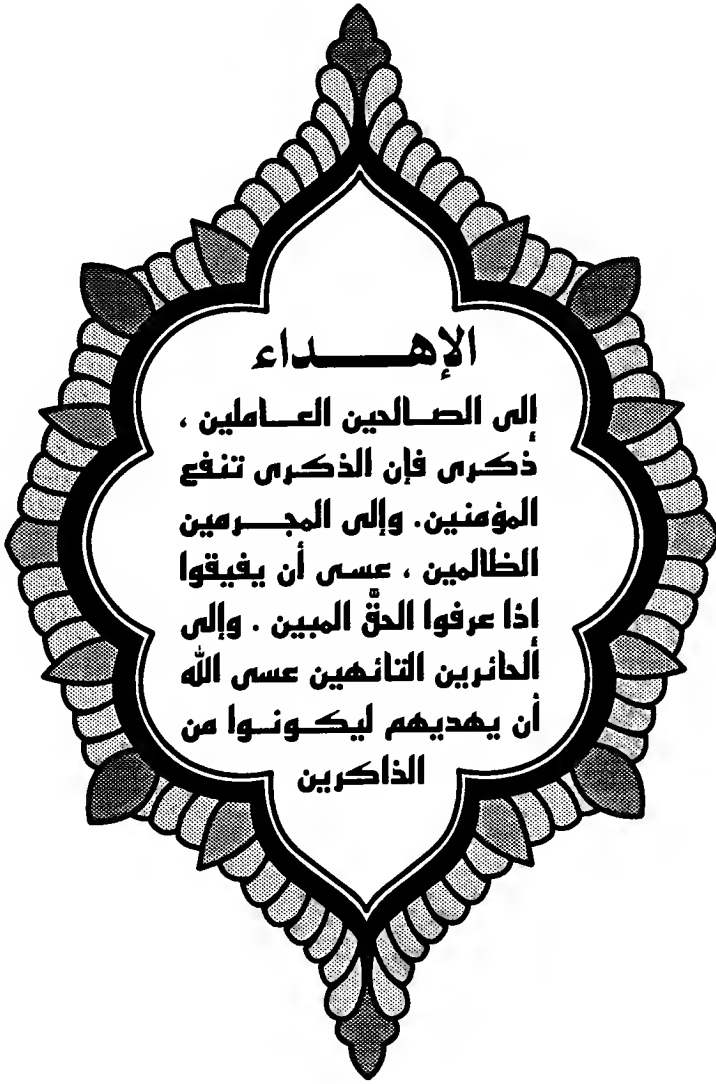 الإهداء
إلى الصالحين العاملين ،
ذكرى فإن الذكرى تنفع
المؤمنين. وإلى المجرمين
الظالمين ، عسى أن يفيقوا
إذا عرفوا الحقَّ المبين . وإلى
الحائرين التائهين عسى الله
أن يهديهم ليكونوا من
الذاكرين